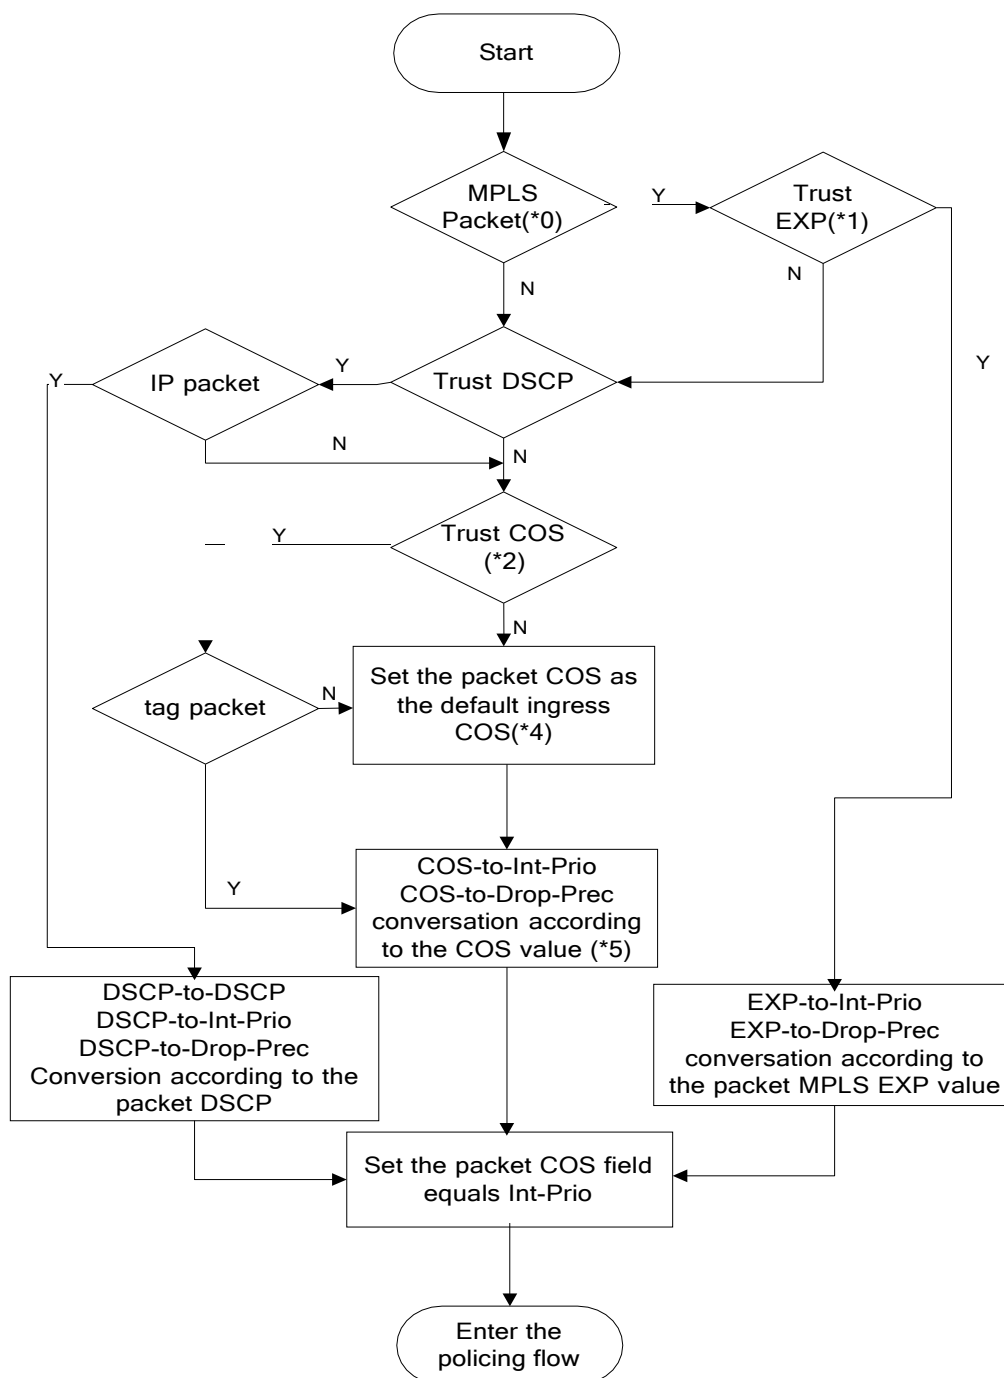 Start
MPLS
Packet(*0)
Y
Trust
EXP(*1)
N
N
Y
Y
IP packet
Y
Trust DSCP
N
N
Y
Trust COS
(*2)
N
tag packet
N
Set the packet COS as
the default ingress
COS(*4)
Y
COS-to-Int-Prio
COS-to-Drop-Prec
conversation according
to the COS value (*5)
DSCP-to-DSCP
DSCP-to-Int-Prio
DSCP-to-Drop-Prec
Conversion according to the
packet DSCP
EXP-to-Int-Prio
EXP-to-Drop-Prec
conversation according to
the packet MPLS EXP value
Set the packet COS field
equals Int-Prio
Enter the
policing flow